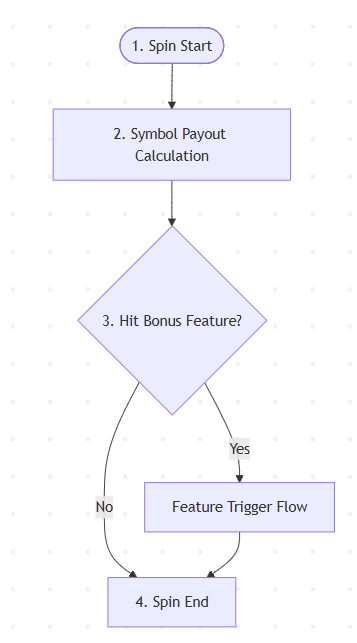 1. Spin Start
2. Symbol Payout
Calculation
3. Hit Bonus Feature?
Yes
No
Feature Trigger Flow
4. Spin End